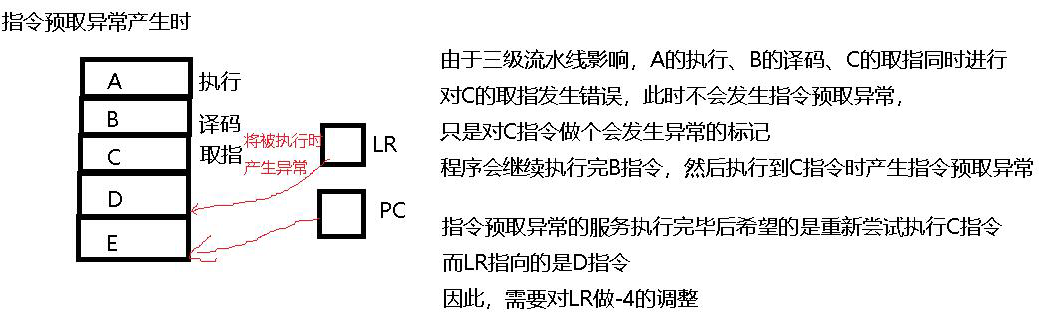 指令预取异常产生时
A 执行
B 译码
C 取指
D
E
将被执行时
产生异常
LR
PC
由于三级流水线影响，A的执行、B的译码、C的取指同时进行
对C的取指发生错误，此时不会发生指令预取异常，
只是对C指令做个会发生异常的标记
程序会继续执行完B指令，然后执行到C指令时产生指令预取异常
指令预取异常的服务执行完毕后希望的是重新尝试执行C指令
而LR指向的是D指令
因此，需要对LR做-4的调整